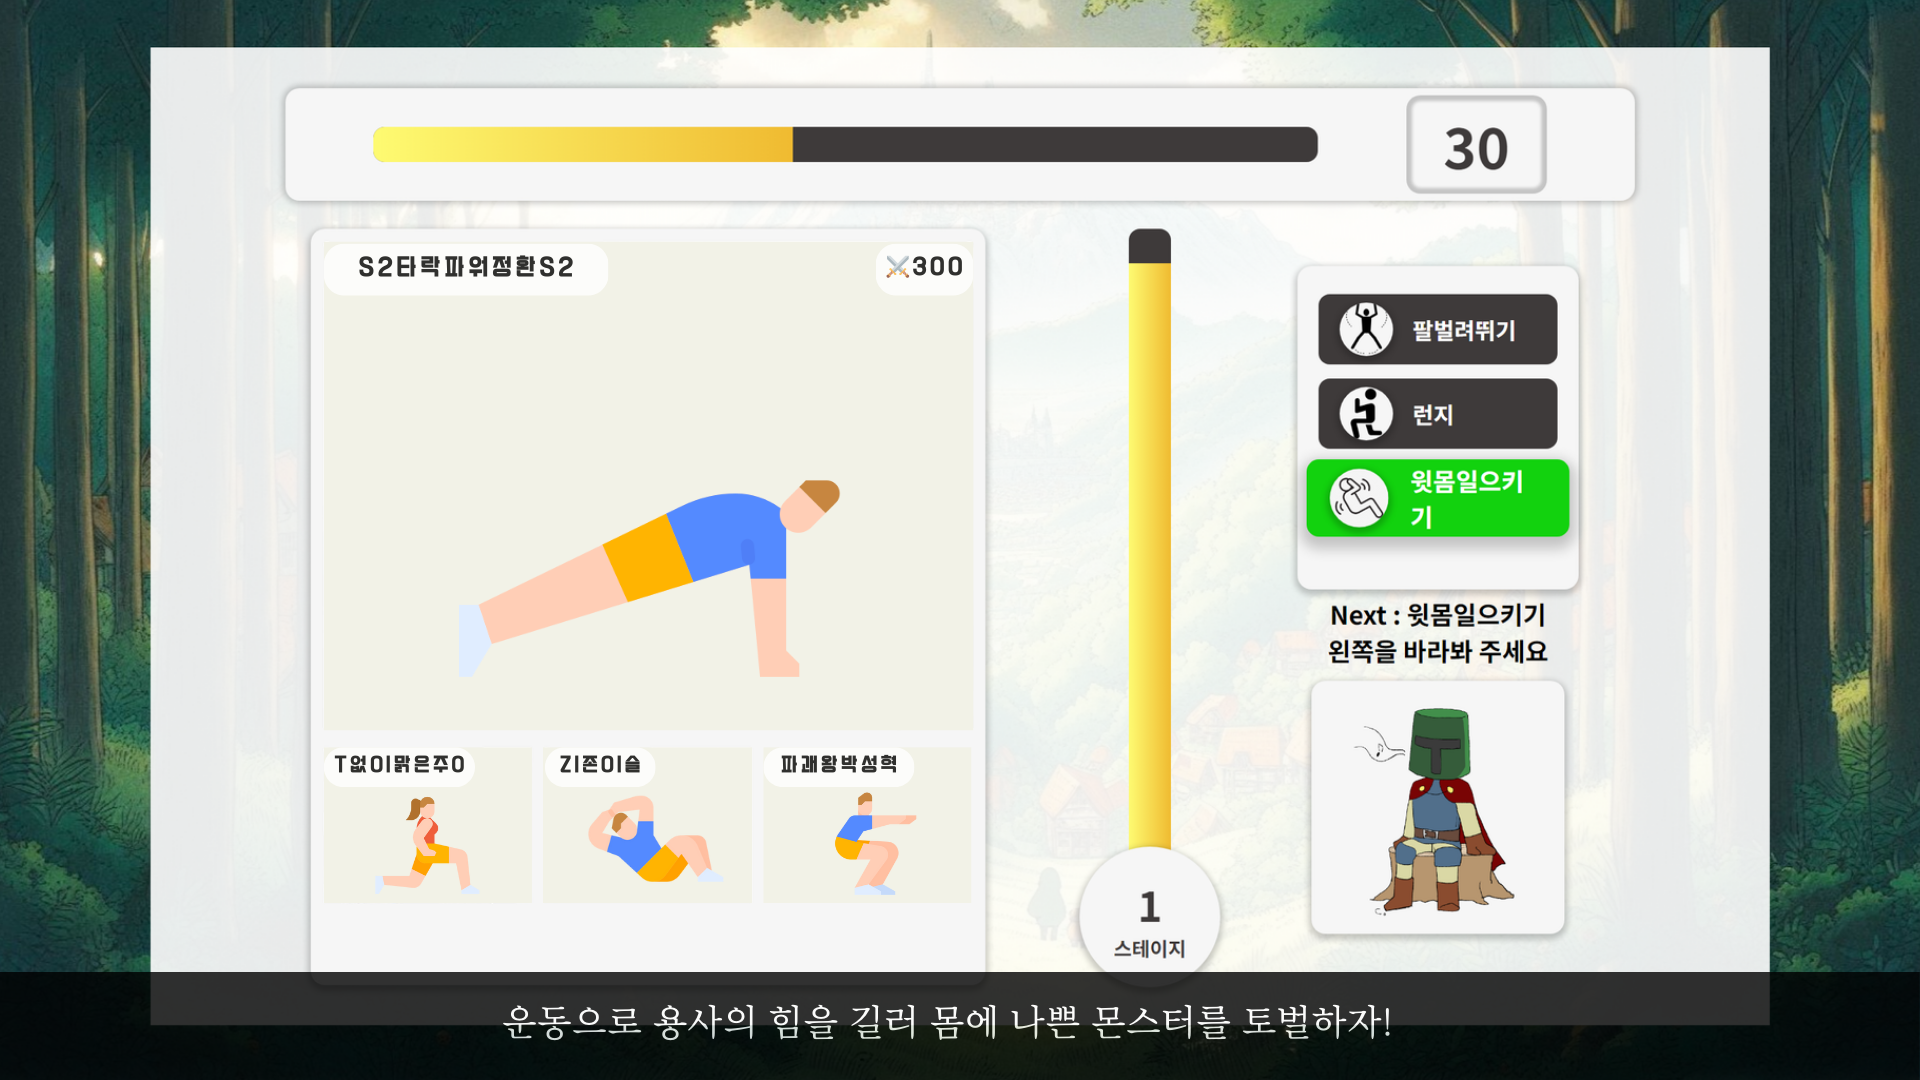 30
S2타락파워정환S2
⚔300
팔벌려뛰기
런지
윗몸일으키
기
Next : 윗몸일으키기
왼쪽을 바라봐 주세요
T없이맑은주0
ZI존이슬
파괘왕박성혁
1
스테이지
운동으로 용사의 힘을 길러 몸에 나쁜 몬스터를 토벌하자!